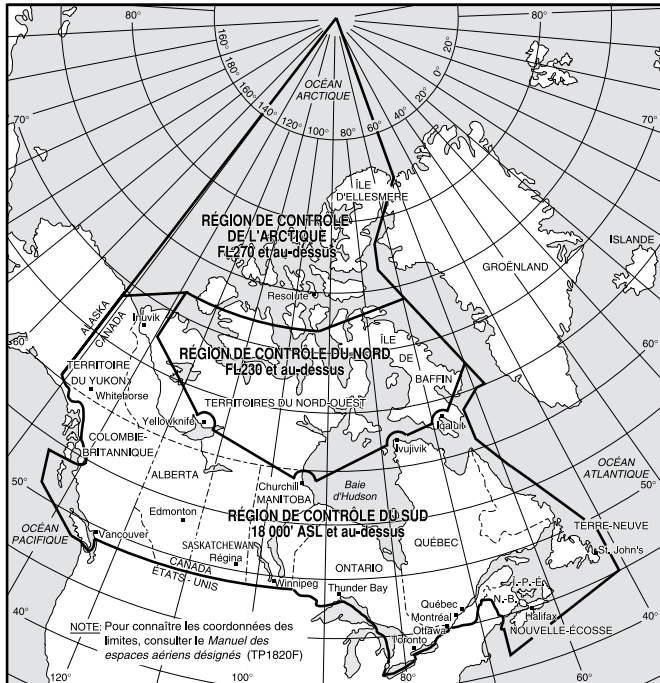 80°
80°
160°
160°
140°
120°
100°
80°
60°
40°
20°
0°
20°
OCÉAN
ARCTIQUE
70°
70°
ÎLE
D'ELLESMERE
RÉGION DE CONTRÔLE
DE L'ARCTIQUE
FL270 et au-dessus
ISLANDE
GROËNLAND
Resolute
ALASKA
CANADA
Inuvik
60°
60°
RÉGION DE CONTRÔLE DU NORD
FL230 et au-dessus
ÎLE
DE
BAFFIN
TERRITOIRE
DU YUKON
Whitehorse
TERRITOIRES DU NORD-OUEST
Yellowknife
Iqaluit
Ivujivik
COLOMBIE-
BRITANNIQUE
ALBERTA
Churchill
MANITOBA
Baie
d'Hudson
OCÉAN
ATLANTIQUE
50°
50°
RÉGION DE CONTRÔLE DU SUD
18 000' ASL et au-dessus
Edmonton
OCÉAN
PACIFIQUE
Vancouver
TERRE-NEUVE
St. John's
SASKATCHEWAN
Régina
QUÉBEC
CANADA
ÉTATS - UNIS
Winnipeg
ONTARIO
Thunder Bay
Î.-P.-É.
N.-B.
Québec
Montréal
Ottawa
Toronto
Halifax
NOUVELLE-ÉCOSSE
40°
40°
NOTE: Pour connaître les coordonnées des
limites, consulter le Manuel des
espaces aériens désignés (TP1820F)
120°
100°
80°
60°